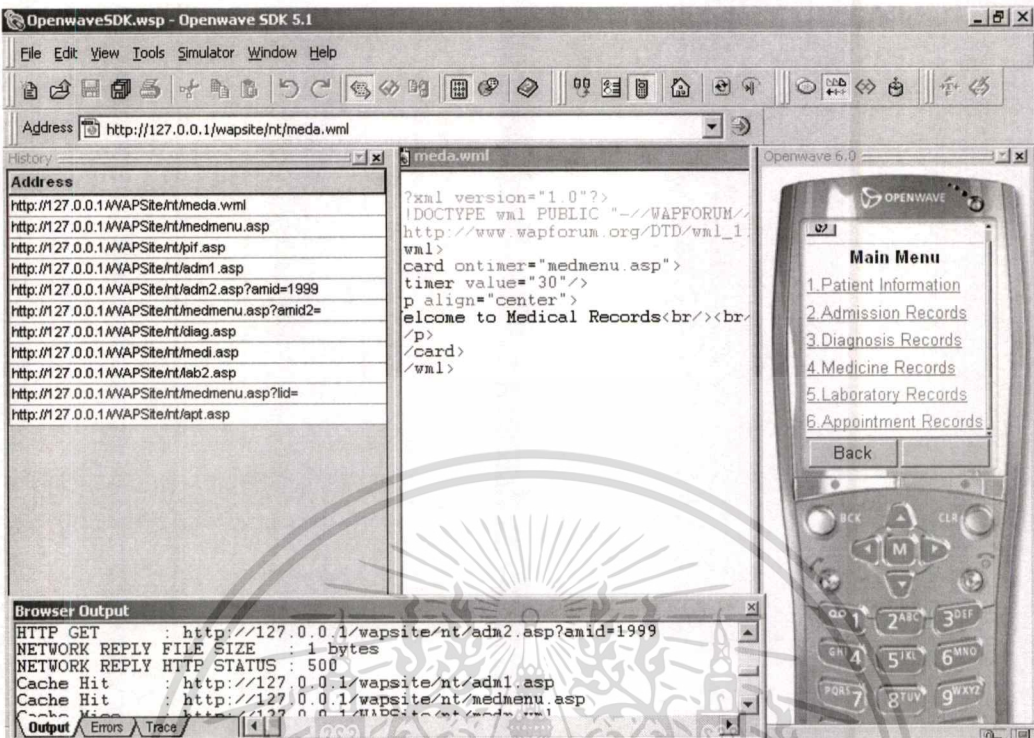 OpenwaveSDK.wsp - Openwave SDK 5.1
File Edit View Tools Simulator Window Help
Address http://127.0.0.1/wapsite/nt/meda.wml
History
Address
http://127.0.0.1/WAPSite/nt/meda.wml
http://127.0.0.1/WAPSite/nt/medmenu.asp
http://127.0.0.1/WAPSite/nt/pif.asp
http://127.0.0.1/WAPSite/nt/adm1.asp
http://127.0.0.1/WAPSite/nt/adm2.asp?amid=1999
http://127.0.0.1/WAPSite/nt/medmenu.asp?amid2=
http://127.0.0.1/WAPSite/nt/diag.asp
http://127.0.0.1/WAPSite/nt/medi.asp
http://127.0.0.1/WAPSite/nt/lab2.asp
http://127.0.0.1/WAPSite/nt/medmenu.asp?lid=
http://127.0.0.1/WAPSite/nt/apt.asp
meda.wml
?xml version="1.0"?>
!DOCTYPE wml PUBLIC "-//WAPFORUM//
http://www.wapforum.org/DTD/wml_1.
wml>
card ontimer="medmenu.asp">
timer value="30"/>
p align="center">
elcome to Medical Records<br/><br/
/p>
/card>
/wml>
Openwave 6.0
OPENWAVE
Main Menu
1.Patient Information
2.Admission Records
3.Diagnosis Records
4.Medicine Records
5.Laboratory Records
6.Appointment Records
Back
BCK CLR
M
1 2ABC 3DEF
GHI4 5JKL 6MNO
PQRS7 8TUV 9WXYZ
Browser Output
HTTP GET : http://127.0.0.1/wapsite/nt/adm2.asp?amid=1999
NETWORK REPLY FILE SIZE : 1 bytes
NETWORK REPLY HTTP STATUS : 500
Cache Hit : http://127.0.0.1/wapsite/nt/adm1.asp
Cache Hit : http://127.0.0.1/wapsite/nt/medmenu.asp
Output Errors Trace